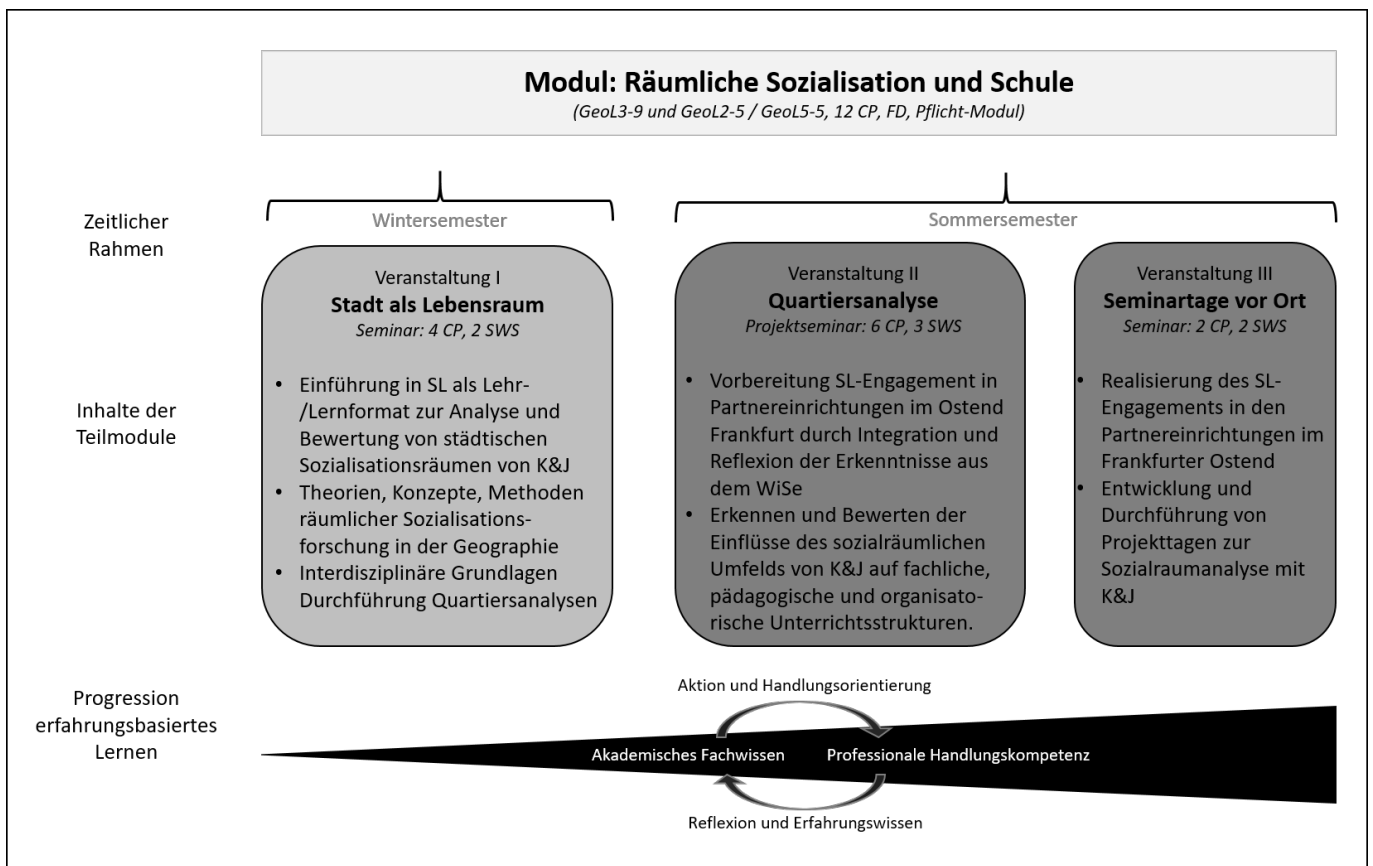 Modul: Räumliche Sozialisation und Schule
(GeoL3-9 und GeoL2-5 / GeoL5-5, 12 CP, FD, Pflicht-Modul)
Zeitlicher
Rahmen
Wintersemester
Sommersemester
Inhalte der
Teilmodule
Veranstaltung I
Stadt als Lebensraum
Seminar: 4 CP, 2 SWS
• Einführung in SL als Lehr-
/Lernformat zur Analyse und
Bewertung von städtischen
Sozialisationsräumen von K&J
• Theorien, Konzepte, Methoden
räumlicher Sozialisations-
forschung in der Geographie
• Interdisziplinäre Grundlagen
Durchführung Quartiersanalysen
Veranstaltung II
Quartiersanalyse
Projektseminar: 6 CP, 3 SWS
• Vorbereitung SL-Engagement in
Partnereinrichtungen im Ostend
Frankfurt durch Integration und
Reflexion der Erkenntnisse aus
dem WiSe
• Erkennen und Bewerten der
Einflüsse des sozialräumlichen
Umfelds von K&J auf fachliche,
pädagogische und organisato-
rische Unterrichtsstrukturen.
Veranstaltung III
Seminartage vor Ort
Seminar: 2 CP, 2 SWS
• Realisierung des SL-
Engagements in den
Partnereinrichtungen im
Frankfurter Ostend
• Entwicklung und
Durchführung von
Projekttagen zur
Sozialraumanalyse mit
K&J
Progression
erfahrungsbasiertes
Lernen
Aktion und Handlungsorientierung
Akademisches Fachwissen
Professionale Handlungskompetenz
Reflexion und Erfahrungswissen